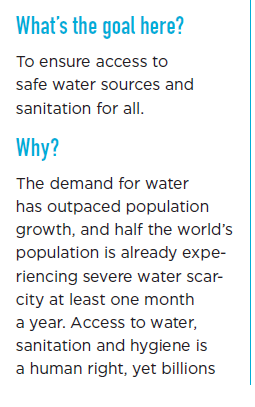 What's the goal here?
To ensure access to
safe water sources and
sanitation for all.
Why?
The demand for water
has outpaced population
growth, and half the world's
population is already expe-
riencing severe water scar-
city at least one month
a year. Access to water,
sanitation and hygiene is
a human right, yet billions